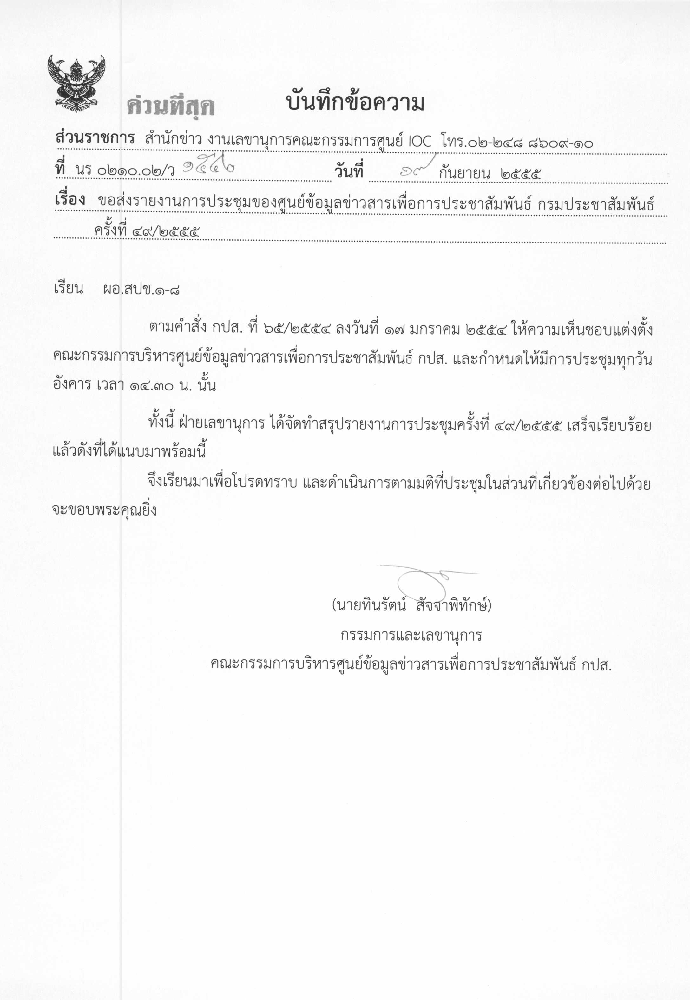 ด่วนที่สุด
บันทึกข้อความ
ส่วนราชการ สำนักข่าว งานเลขานุการคณะกรรมการศูนย์ IOC โทร.๐๒-๒๔๘ ๘๖๐๙-๑๐
ที่ นร ๐๒๑๐.๐๒/ว วันที่ ๑๙ กันยายน ๒๕๕๕
เรื่อง ขอส่งรายงานการประชุมของศูนย์ข้อมูลข่าวสารเพื่อการประชาสัมพันธ์ กรมประชาสัมพันธ์
ครั้งที่ ๔๙/๒๕๕๕
เรียน ผอ.สปข.๑-๘
ตามคำสั่ง กปส. ที่ ๖๕/๒๕๕๔ ลงวันที่ ๑๗ มกราคม ๒๕๕๔ ให้ความเห็นชอบแต่งตั้ง
คณะกรรมการบริหารศูนย์ข้อมูลข่าวสารเพื่อการประชาสัมพันธ์ กปส. และกำหนดให้มีการประชุมทุกวัน
อังคาร เวลา ๑๔.๓๐ น. นั้น
ทั้งนี้ ฝ่ายเลขานุการ ได้จัดทำสรุปรายงานการประชุมครั้งที่ ๔๙/๒๕๕๕ เสร็จเรียบร้อย
แล้วดังที่ได้แนบมาพร้อมนี้
จึงเรียนมาเพื่อโปรดทราบ และดำเนินการตามมติที่ประชุมในส่วนที่เกี่ยวข้องต่อไปด้วย
จะขอบพระคุณยิ่ง
(นายทินรัตน์ สัจจาพิทักษ์)
กรรมการและเลขานุการ
คณะกรรมการบริหารศูนย์ข้อมูลข่าวสารเพื่อการประชาสัมพันธ์ กปส.